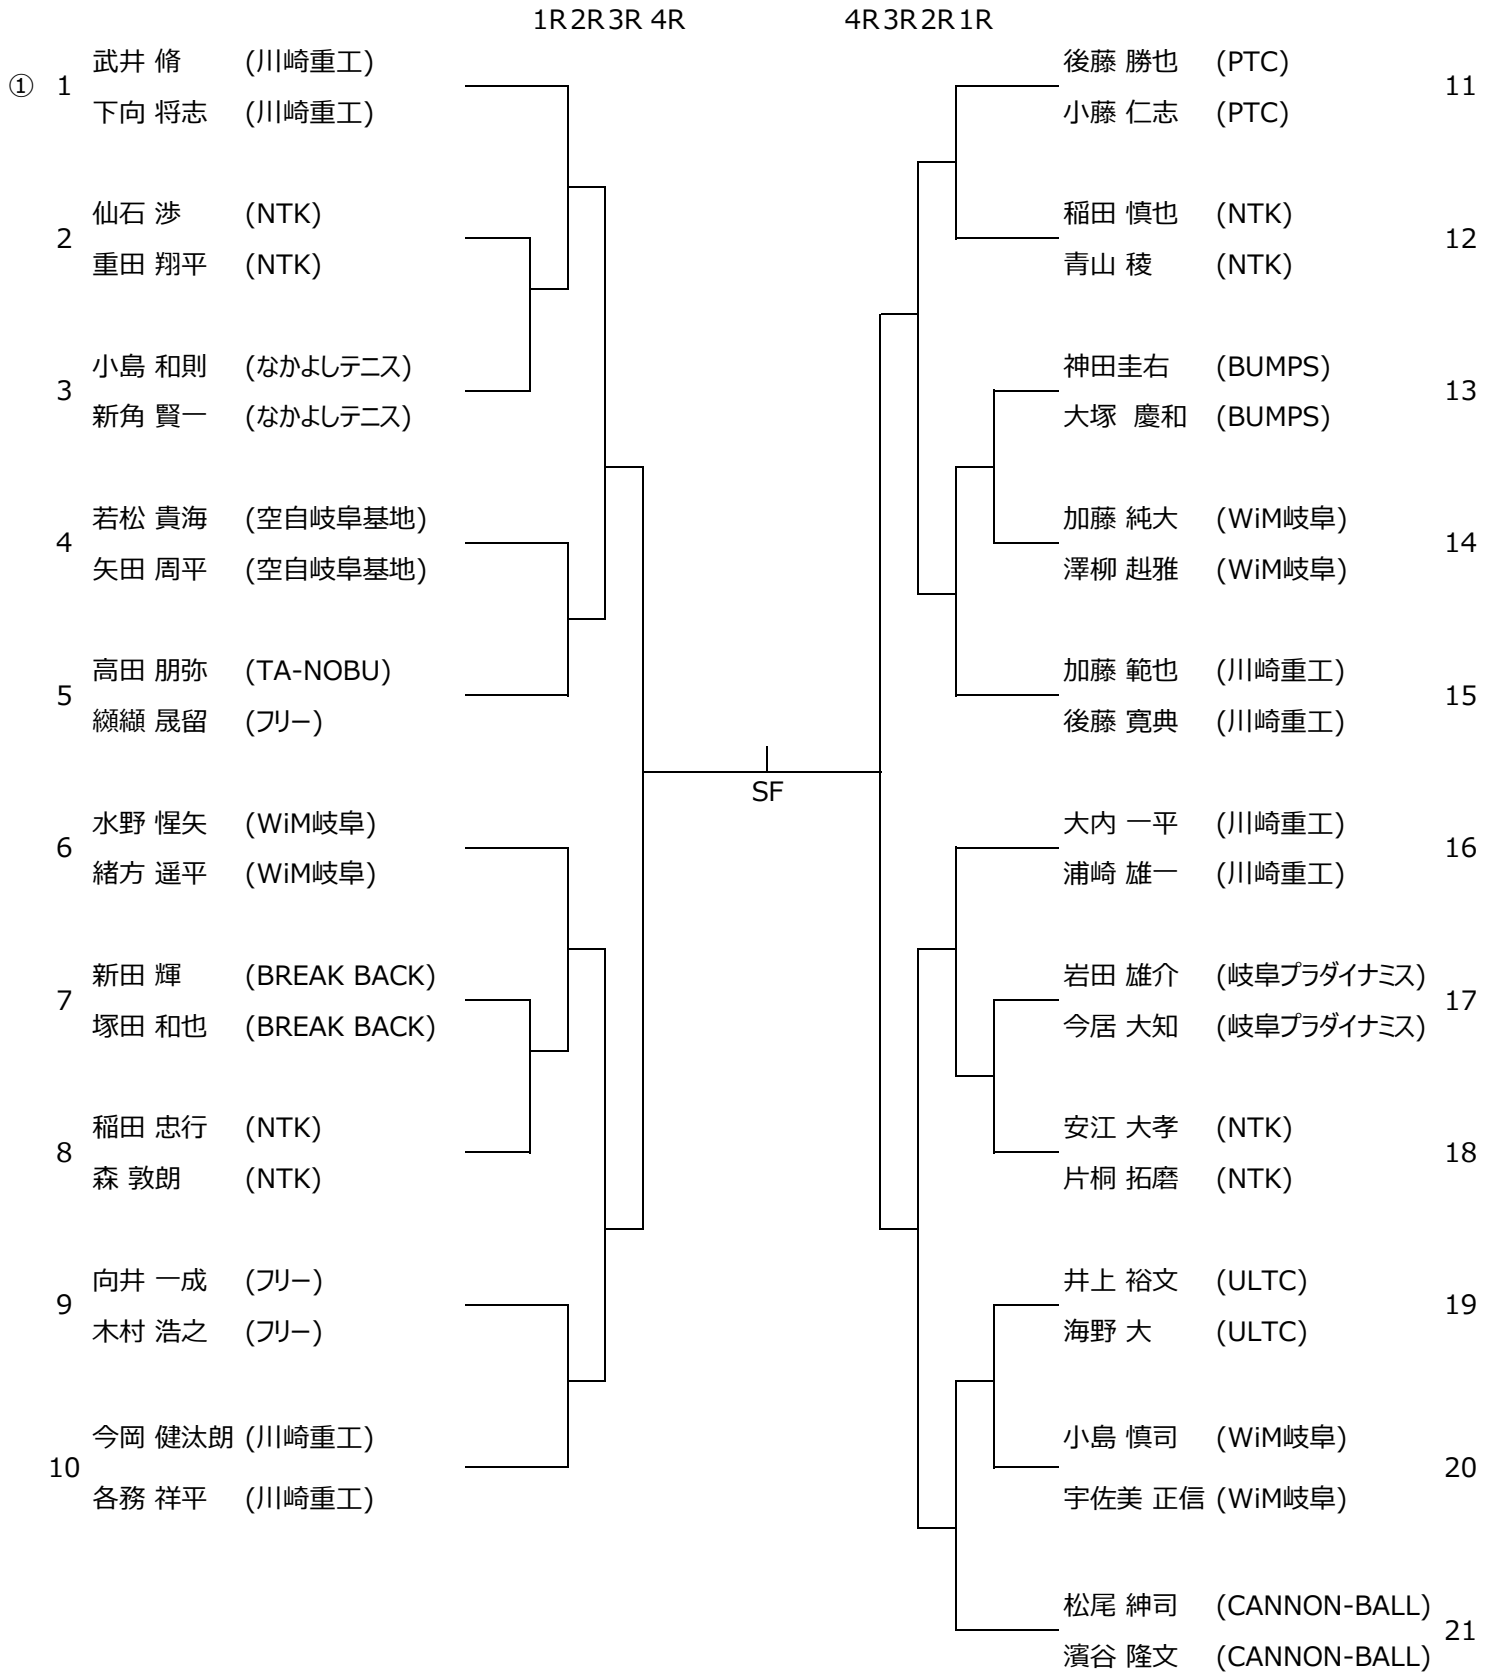 1R 2R 3R 4R
4R 3R 2R 1R
① 1
武井 脩 (川崎重工)
下向 将志 (川崎重工)
2
仙石 渉 (NTK)
重田 翔平 (NTK)
3
小島 和則 (なかよしテニス)
新角 賢一 (なかよしテニス)
4
若松 貴海 (空自岐阜基地)
矢田 周平 (空自岐阜基地)
5
高田 朋弥 (TA-NOBU)
纐纈 晟留 (フリー)
6
水野 惺矢 (WiM岐阜)
緒方 遥平 (WiM岐阜)
7
新田 輝 (BREAK BACK)
塚田 和也 (BREAK BACK)
8
稲田 忠行 (NTK)
森 敦朗 (NTK)
9
向井 一成 (フリー)
木村 浩之 (フリー)
10
今岡 健汰朗 (川崎重工)
各務 祥平 (川崎重工)
SF
後藤 勝也 (PTC)
小藤 仁志 (PTC)
11
稲田 慎也 (NTK)
青山 稜 (NTK)
12
神田圭右 (BUMPS)
大塚 慶和 (BUMPS)
13
加藤 純大 (WiM岐阜)
澤柳 赳雅 (WiM岐阜)
14
加藤 範也 (川崎重工)
後藤 寛典 (川崎重工)
15
大内 一平 (川崎重工)
浦崎 雄一 (川崎重工)
16
岩田 雄介 (岐阜プラダイナミス)
今居 大知 (岐阜プラダイナミス)
17
安江 大孝 (NTK)
片桐 拓磨 (NTK)
18
井上 裕文 (ULTC)
海野 大 (ULTC)
19
小島 慎司 (WiM岐阜)
宇佐美 正信 (WiM岐阜)
20
松尾 紳司 (CANNON-BALL)
濱谷 隆文 (CANNON-BALL)
21